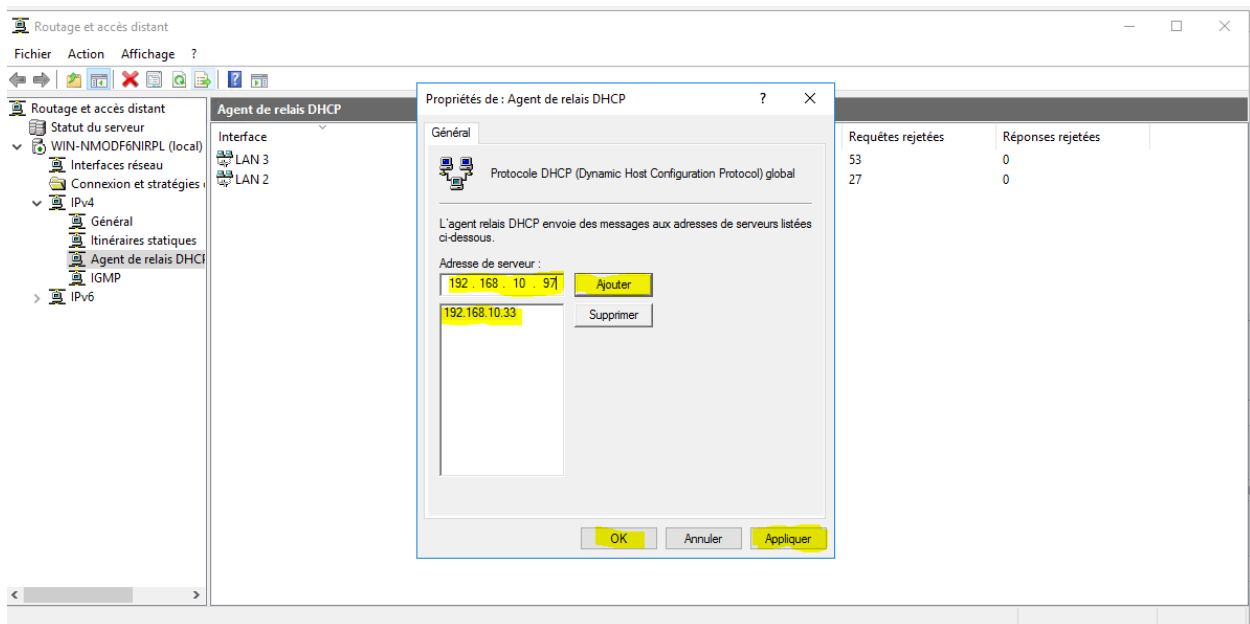 Routage et accès distant
Fichier Action Affichage ?
Routage et accès distant
Statut du serveur
WIN-NMODF6NIRPL (local)
Interfaces réseau
Connexion et stratégies
IPv4
Général
Itinéraires statiques
Agent de relais DHCP
IGMP
IPv6
Agent de relais DHCP
Interface Requêtes rejetées Réponses rejetées
LAN 3 53 0
LAN 2 27 0
Propriétés de : Agent de relais DHCP ?
Général
Protocole DHCP (Dynamic Host Configuration Protocol) global
L'agent relais DHCP envoie des messages aux adresses de serveurs listées
ci-dessous.
Adresse de serveur :
192 . 168 . 10 . 97 Ajouter
192.168.10.33 Supprimer
OK Annuler Appliquer